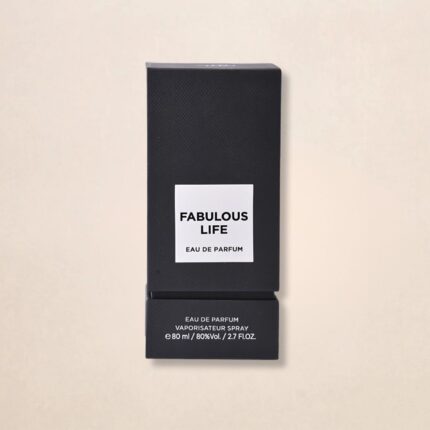 FABULOUS
LIFE
EAU DE PARFUM
EAU DE PARFUM
VAPORISATEUR SPRAY
℮80 ml / 80%Vol. / 2.7 Fl.OZ.